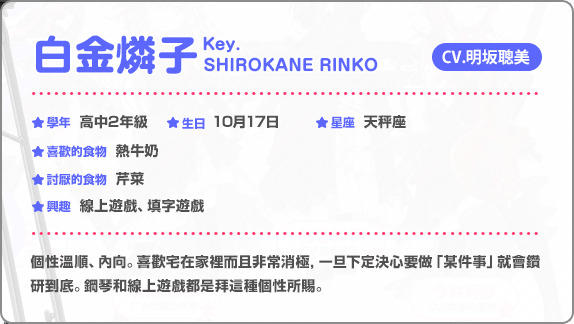 白金燐子 Key. SHIROKANE RINKO CV.明坂聰美
★學年 高中2年級 ★生日 10月17日 ★星座 天秤座
★喜歡的食物 熱牛奶
★討厭的食物 芹菜
★興趣 線上遊戲、填字遊戲
個性溫順、內向。喜歡宅在家裡而且非常消極，一旦下定決心要做「某件事」就會鑽
研到底。鋼琴和線上遊戲都是拜這種個性所賜。